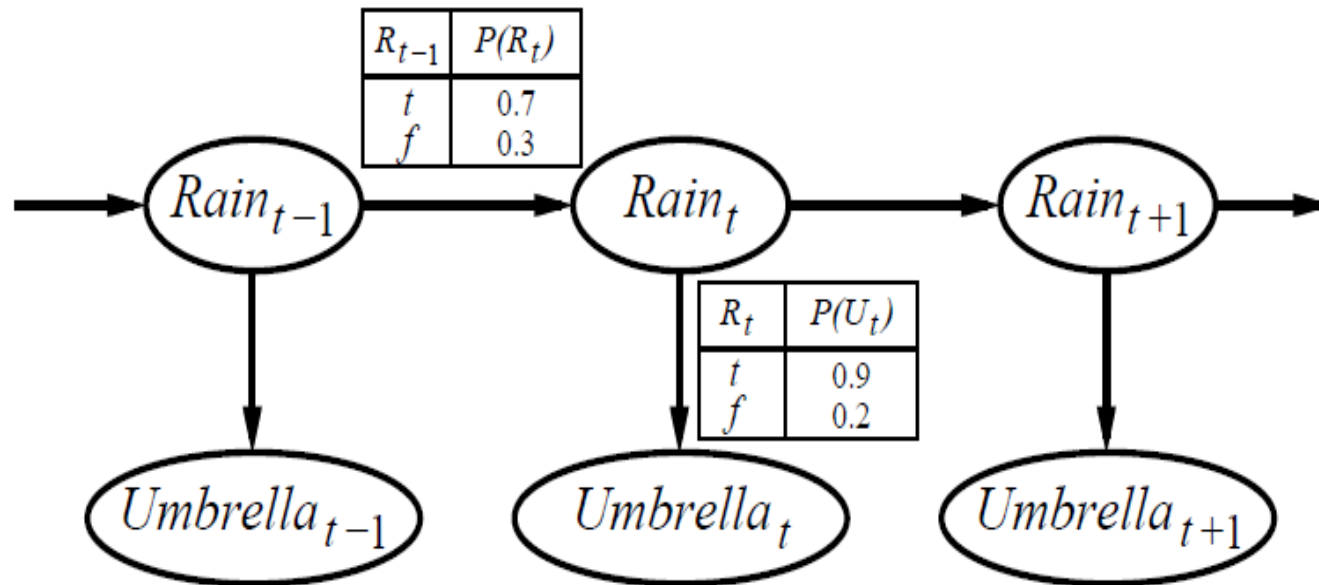 R_{t-1} P(R_t)
t 0.7
f 0.3
Rain_{t-1} Rain_t Rain_{t+1}
R_t P(U_t)
t 0.9
f 0.2
Umbrella_{t-1} Umbrella_t Umbrella_{t+1}